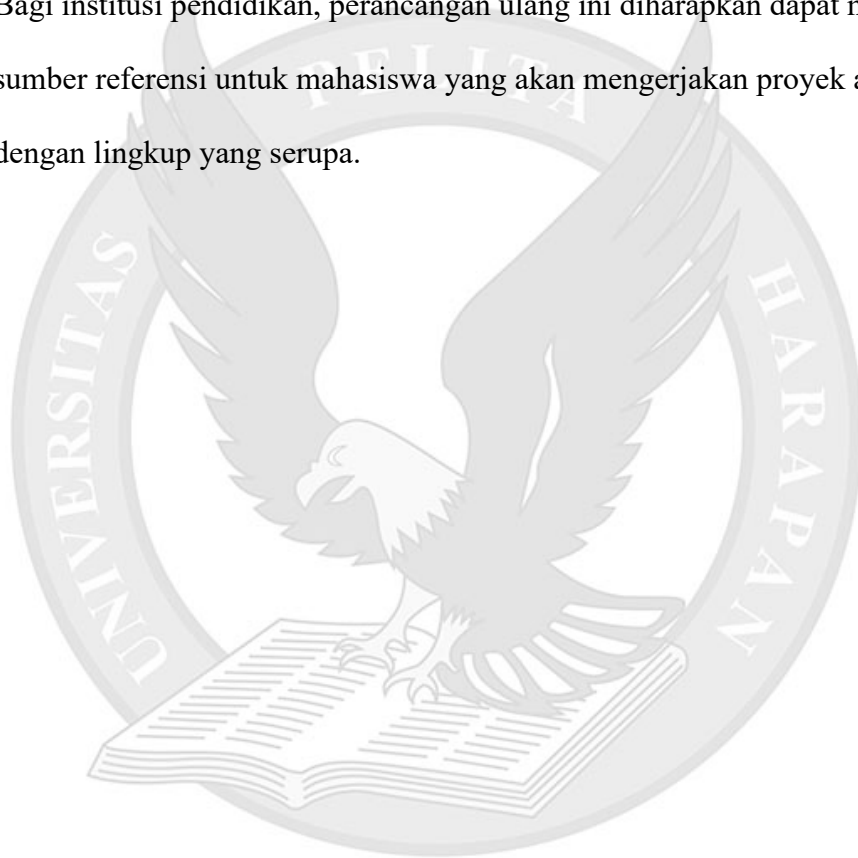 Bagi institusi pendidikan, perancangan ulang ini diharapkan dapat
sumber referensi untuk mahasiswa yang akan mengerjakan proyek
dengan lingkup yang serupa.
UNIVERSITAS PELITA HARAPAN